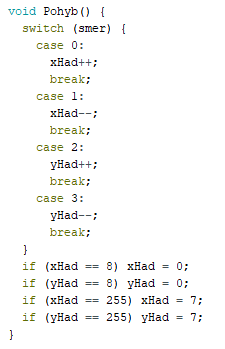 void Pohyb() {
  switch (smer) {
    case 0:
      xHad++;
      break;
    case 1:
      xHad--;
      break;
    case 2:
      yHad++;
      break;
    case 3:
      yHad--;
      break;
  }
  if (xHad == 8) xHad = 0;
  if (yHad == 8) yHad = 0;
  if (xHad == 255) xHad = 7;
  if (yHad == 255) yHad = 7;
}